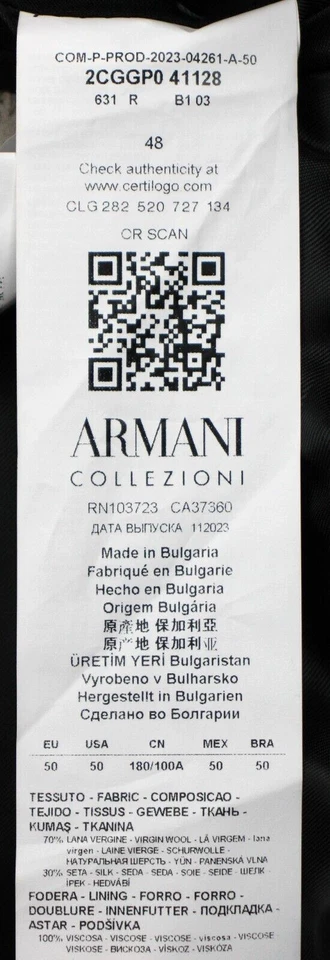 COM-P-PROD-2023-04261-A-50
2CGGP0 41128
631 R B1 03
48
Check authenticity at
www.certilogo.com
CLG 282 520 727 134
QR SCAN
ARMANI
COLLEZIONI
RN103723 CA37360
ДАТА ВЫПУСКА 112023
Made in Bulgaria
Fabriqué en Bulgarie
Hecho en Bulgaria
Origem Bulgária
原產地 保加利亞
原产地 保加利亚
ÜRETİM YERİ Bulgaristan
Vyrobeno v Bulharsko
Hergestellt in Bulgarien
Сделано во Болгарии
EU USA CN MEX BRA
50 50 180/100A 50 50
TESSUTO - FABRIC - COMPOSICAO -
TEJIDO - TISSUS - GEWEBE - ТКАНЬ -
KUMAŞ - TKANINA
70% LANA VERGINE - VIRGIN WOOL - LÃ VIRGEM - lana
virgen - LAINE VIERGE - SCHURWOLLE -
НАТУРАЛЬНАЯ ШЕРСТЬ - YÜN - PANENSKÁ VLNA
30% SETA - SILK - SEDA - SEDA - SOIE - SEIDE - ШЕЛК -
İPEK - HEDVÁBÍ
FODERA - LINING - FORRO - FORRO -
DOUBLURE - INNENFUTTER - ПОДКЛАДКА -
ASTAR - PODŠÍVKA
100% VISCOSA - VISCOSE - VISCOSE - viscosa - VISCOSE
VISKOSE - ВИСКОЗА - VİSKOZ - VISKÓZA